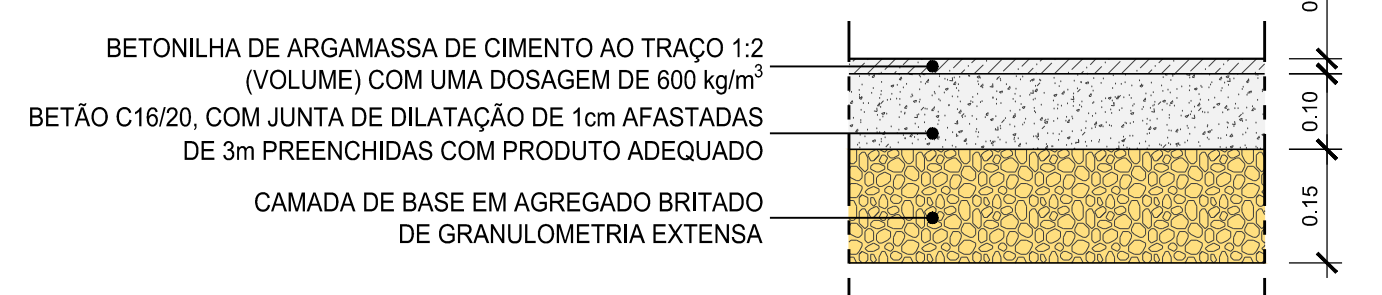 BETONILHA DE ARGAMASSA DE CIMENTO AO TRAÇO 1:2
(VOLUME) COM UMA DOSAGEM DE 600 kg/m³
BETÃO C16/20, COM JUNTA DE DILATAÇÃO DE 1cm AFASTADAS
DE 3m PREENCHIDAS COM PRODUTO ADEQUADO
CAMADA DE BASE EM AGREGADO BRITADO
DE GRANULOMETRIA EXTENSA
0.10
0.15